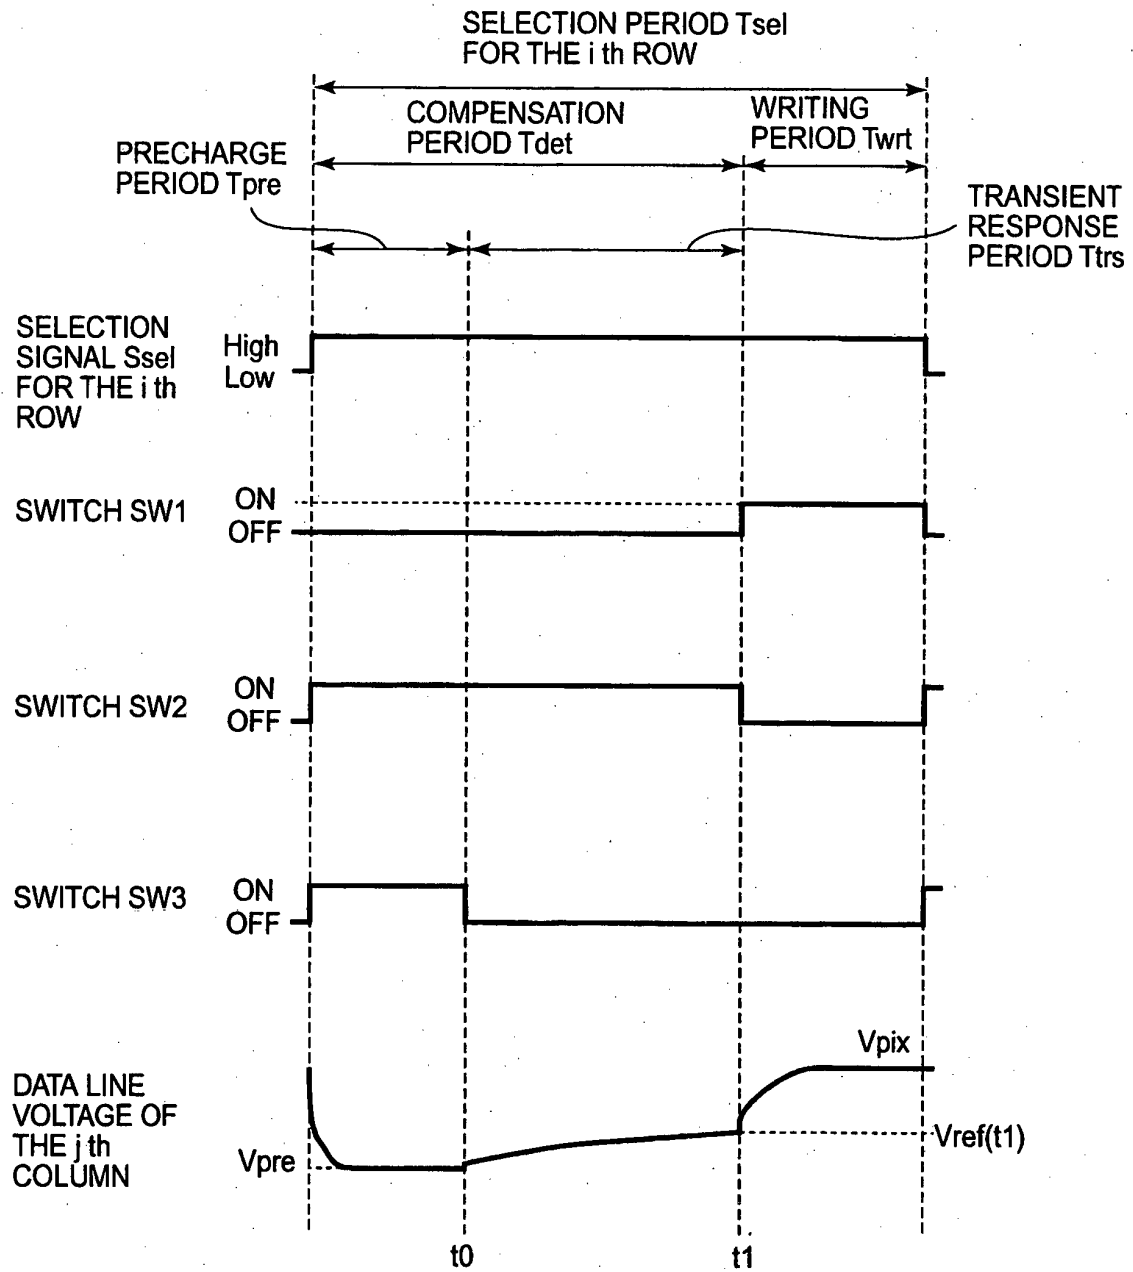 SELECTION PERIOD Tsel
FOR THE i th ROW
COMPENSATION
PERIOD Tdet
WRITING
PERIOD Twrt
PRECHARGE
PERIOD Tpre
TRANSIENT
RESPONSE
PERIOD Ttrs
SELECTION
SIGNAL Ssel
FOR THE i th
ROW
High
Low
SWITCH SW1
ON
OFF
SWITCH SW2
ON
OFF
SWITCH SW3
ON
OFF
DATA LINE
VOLTAGE OF
THE j th
COLUMN
Vpre
Vpix
Vref(t1)
t0
t1